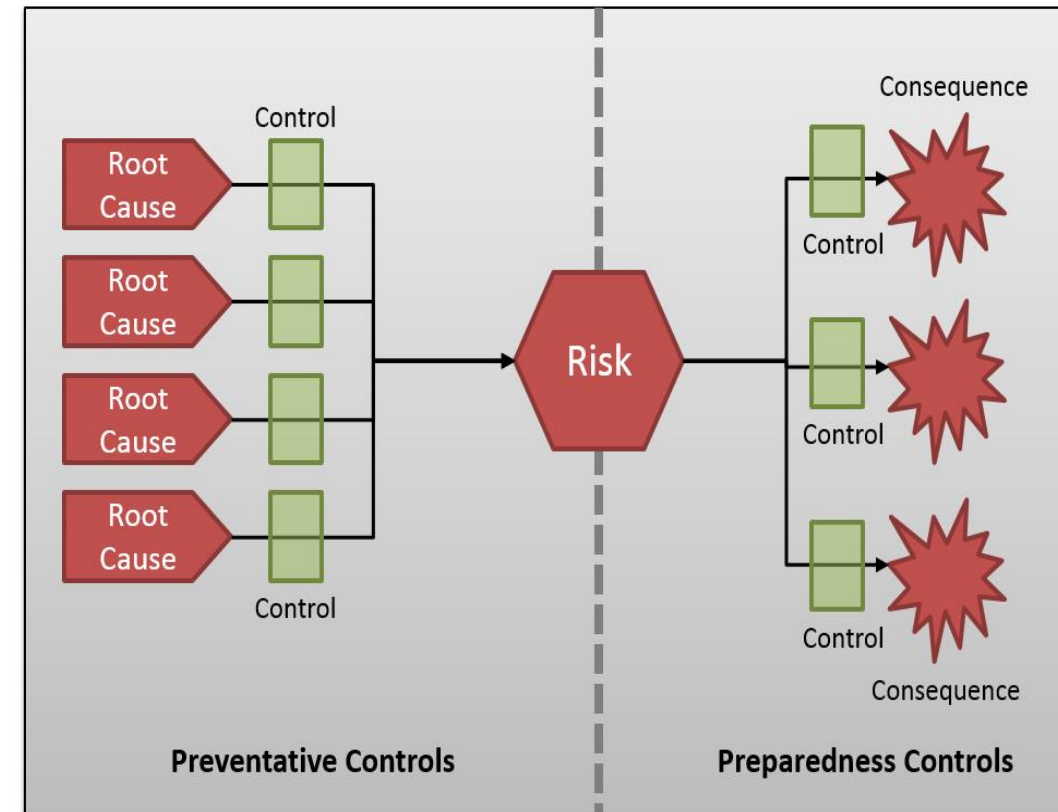 Control
Root
Cause
Root
Cause
Root
Cause
Root
Cause
Control
Risk
Consequence
Control
Control
Control
Consequence
Preventative Controls
Preparedness Controls